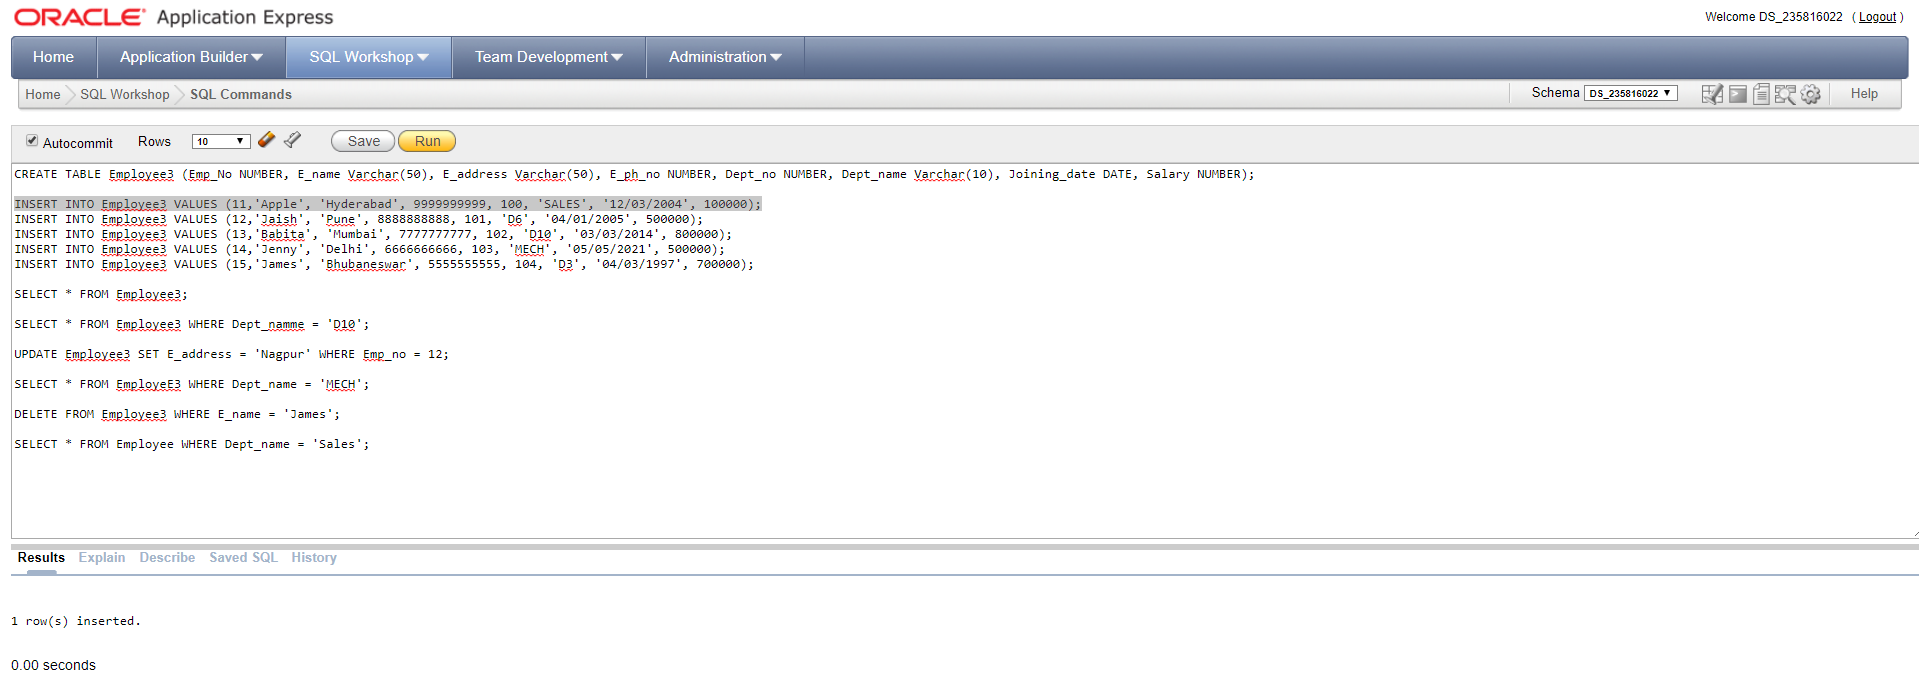 ORACLE® Application Express
Welcome DS_235816022 ( Logout )
Home Application Builder SQL Workshop Team Development Administration
Home SQL Workshop SQL Commands Schema DS_235816022 Help
Autocommit Rows 10 Save Run
CREATE TABLE Employee3 (Emp_No NUMBER, E_name Varchar(50), E_address Varchar(50), E_ph_no NUMBER, Dept_no NUMBER, Dept_name Varchar(10), Joining_date DATE, Salary NUMBER);
INSERT INTO Employee3 VALUES (11,'Apple', 'Hyderabad', 9999999999, 100, 'SALES', '12/03/2004', 100000);
INSERT INTO Employee3 VALUES (12,'Jaish', 'Pune', 8888888888, 101, 'D6', '04/01/2005', 500000);
INSERT INTO Employee3 VALUES (13,'Babita', 'Mumbai', 7777777777, 102, 'D10', '03/03/2014', 800000);
INSERT INTO Employee3 VALUES (14,'Jenny', 'Delhi', 6666666666, 103, 'MECH', '05/05/2021', 500000);
INSERT INTO Employee3 VALUES (15,'James', 'Bhubaneswar', 5555555555, 104, 'D3', '04/03/1997', 700000);
SELECT * FROM Employee3;
SELECT * FROM Employee3 WHERE Dept_namme = 'D10';
UPDATE Employee3 SET E_address = 'Nagpur' WHERE Emp_no = 12;
SELECT * FROM EmployeE3 WHERE Dept_name = 'MECH';
DELETE FROM Employee3 WHERE E_name = 'James';
SELECT * FROM Employee WHERE Dept_name = 'Sales';
Results Explain Describe Saved SQL History
1 row(s) inserted.
0.00 seconds